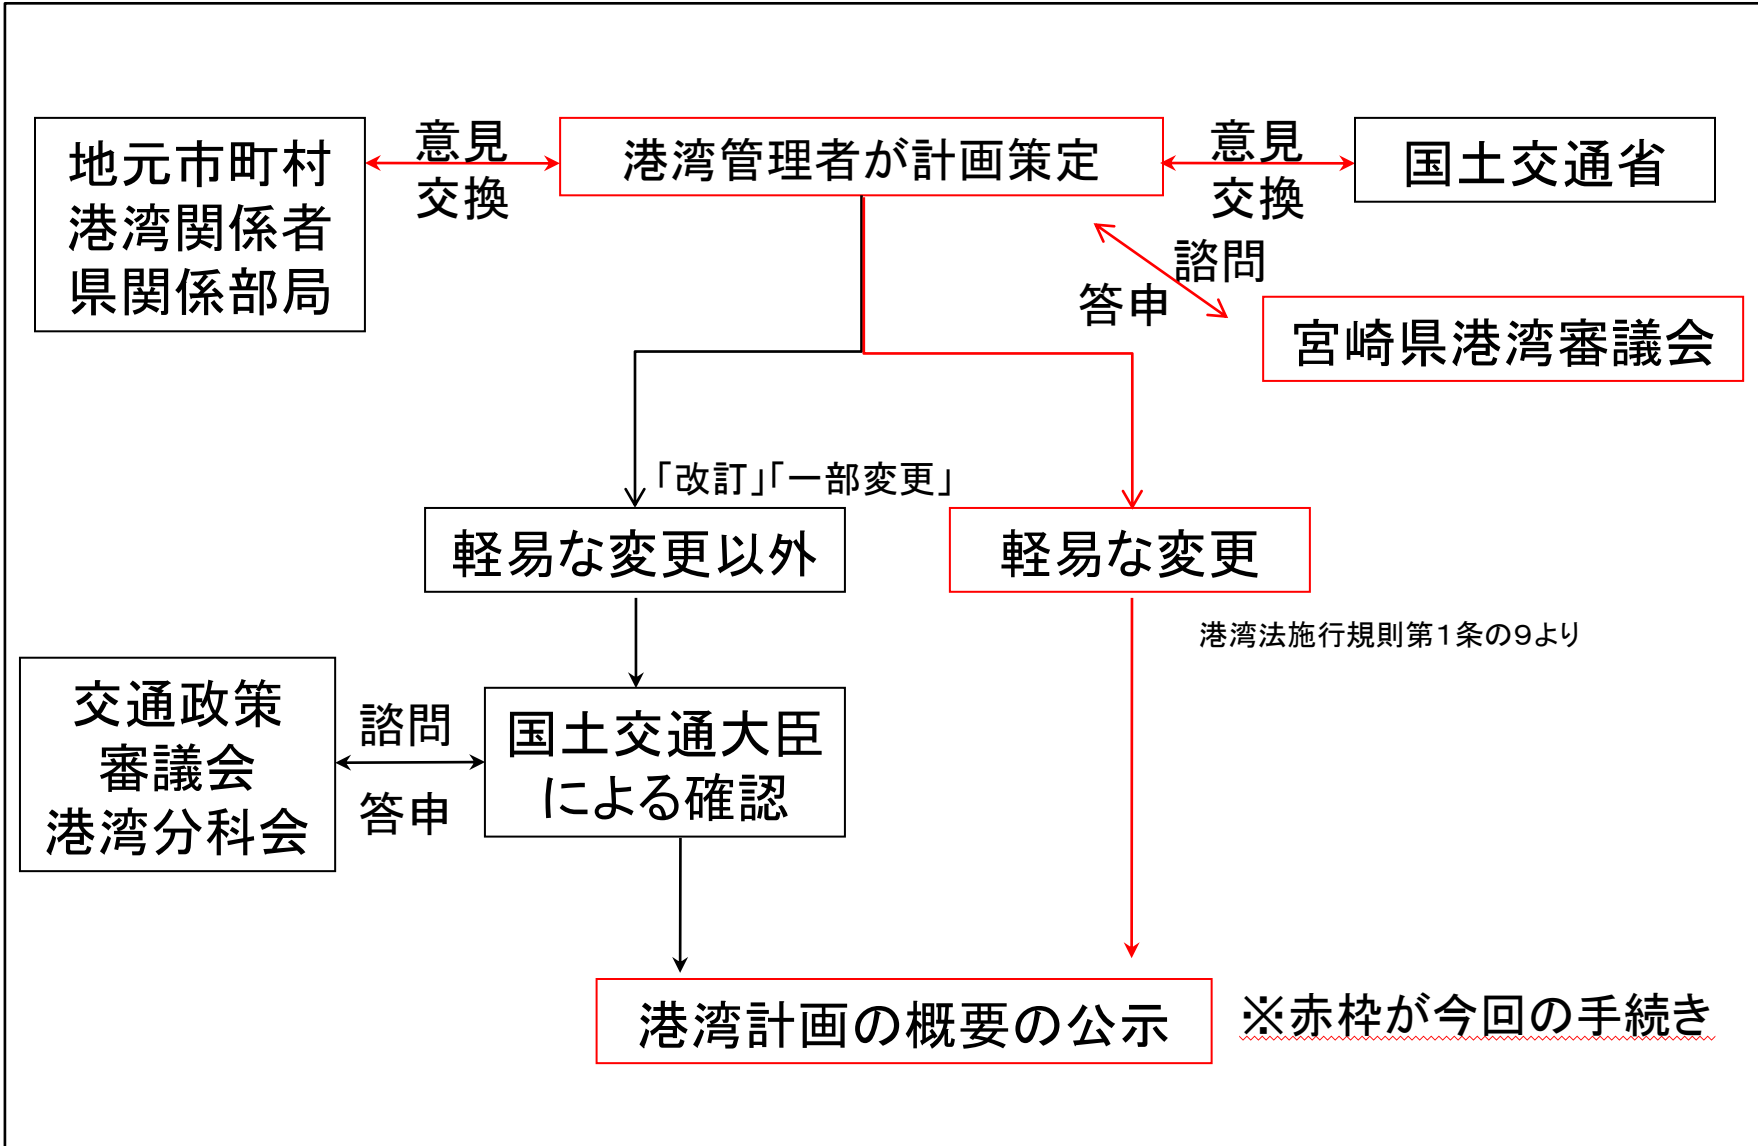 地元市町村
港湾関係者
県関係部局
意見
交換
港湾管理者が計画策定
意見
交換
国土交通省
諮問
答申
宮崎県港湾審議会
「改訂」「一部変更」
軽易な変更以外
軽易な変更
港湾法施行規則第1条の9より
交通政策
審議会
港湾分科会
諮問
答申
国土交通大臣
による確認
港湾計画の概要の公示
※赤枠が今回の手続き